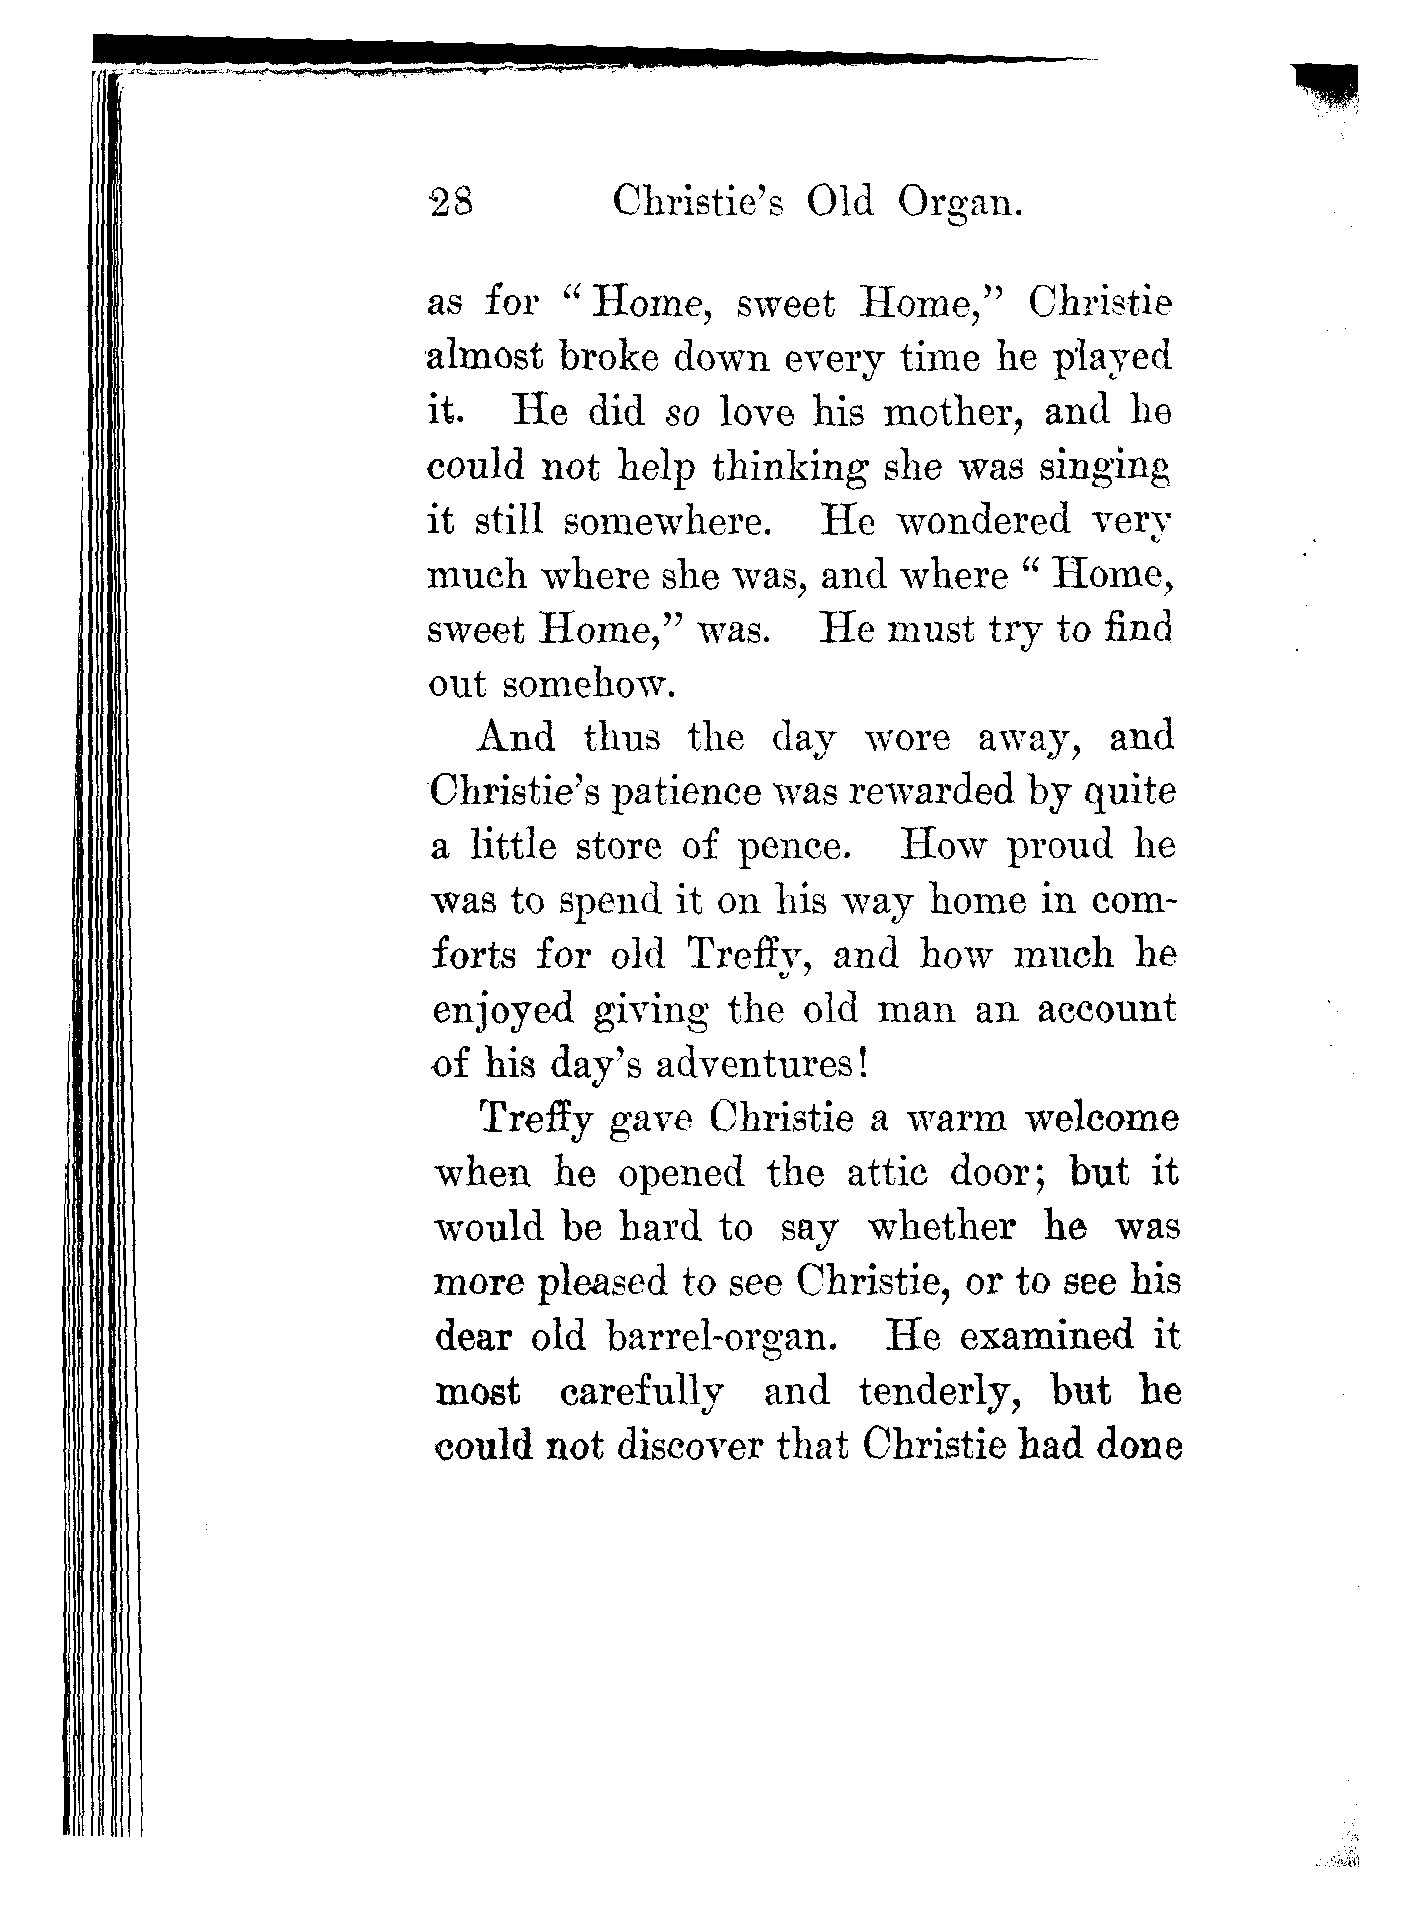 28 Christie's Old Organ.
as for “Home, sweet Home,” Christie
almost broke down every time he played
it. He did so love his mother, and he
could not help thinking she was singing
it still somewhere. He wondered very
much where she was, and where “Home,
sweet Home,” was. He must try to find
out somehow.
And thus the day wore away, and
Christie's patience was rewarded by quite
a little store of pence. How proud he
was to spend it on his way home in com-
forts for old Treffy, and how much he
enjoyed giving the old man an account
of his day's adventures!
Treffy gave Christie a warm welcome
when he opened the attic door; but it
would be hard to say whether he was
more pleased to see Christie, or to see his
dear old barrel-organ. He examined it
most carefully and tenderly, but he
could not discover that Christie had done